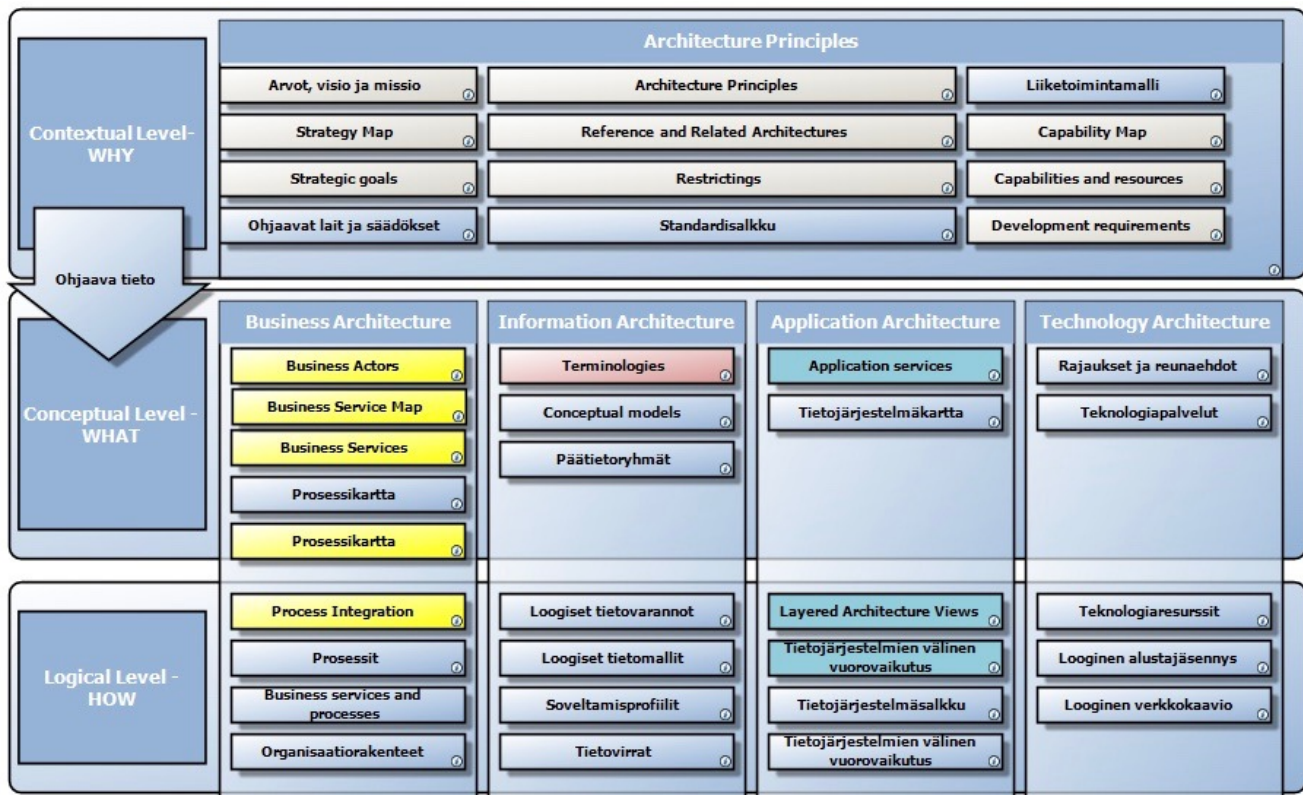 Architecture Principles
Contextual Level-
WHY
Arvot, visio ja missio
Architecture Principles
Liiketoimintamalli
Strategy Map
Reference and Related Architectures
Capability Map
Strategic goals
Restrictings
Capabilities and resources
Ohjaavat lait ja säädökset
Standardisalkku
Development requirements
Ohjaava tieto
Conceptual Level -
WHAT
Business Architecture
Business Actors
Business Service Map
Business Services
Prosessikartta
Prosessikartta
Information Architecture
Terminologies
Conceptual models
Päätietoryhmät
Application Architecture
Application services
Tietojärjestelmäkartta
Technology Architecture
Rajaukset ja reunaehdot
Teknologiapalvelut
Logical Level -
HOW
Process Integration
Prosessit
Business services and
processes
Organisaatiorakenteet
Loogiset tietovarannot
Loogiset tietomallit
Soveltamisprofiilit
Tietovirrat
Layered Architecture Views
Tietojärjestelmien välinen
vuorovaikutus
Tietojärjestelmäsalkku
Tietojärjestelmien välinen
vuorovaikutus
Teknologiaresurssit
Looginen alustajäsennys
Looginen verkkokaavio